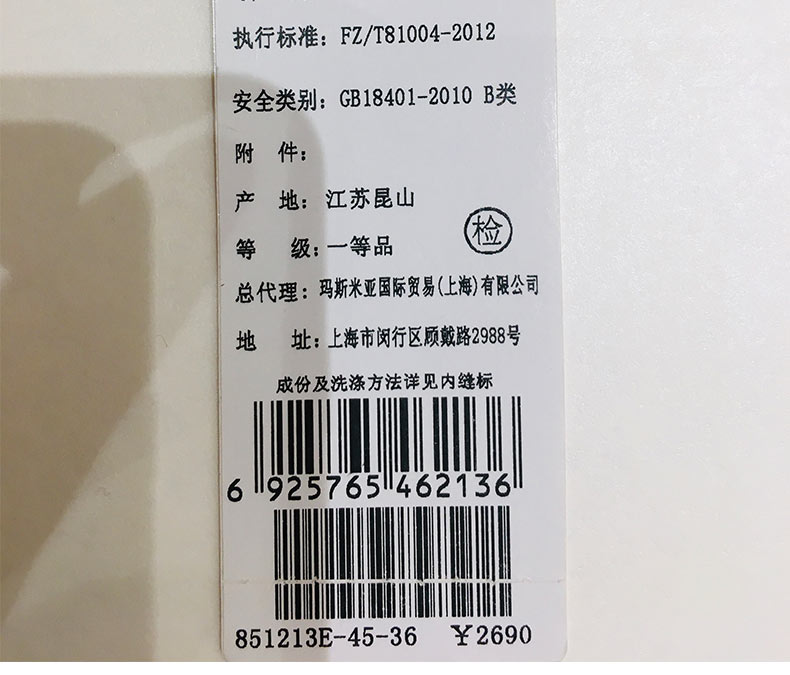 执行标准：FZ/T81004-2012
安全类别：GB18401-2010 B类
附 件：
产 地：江苏昆山
等 级：一等品
检
总代理：玛斯米亚国际贸易(上海)有限公司
地 址：上海市闵行区顾戴路2988号
成份及洗涤方法详见内缝标
6 925765 462136
851213E-45-36 ￥2690